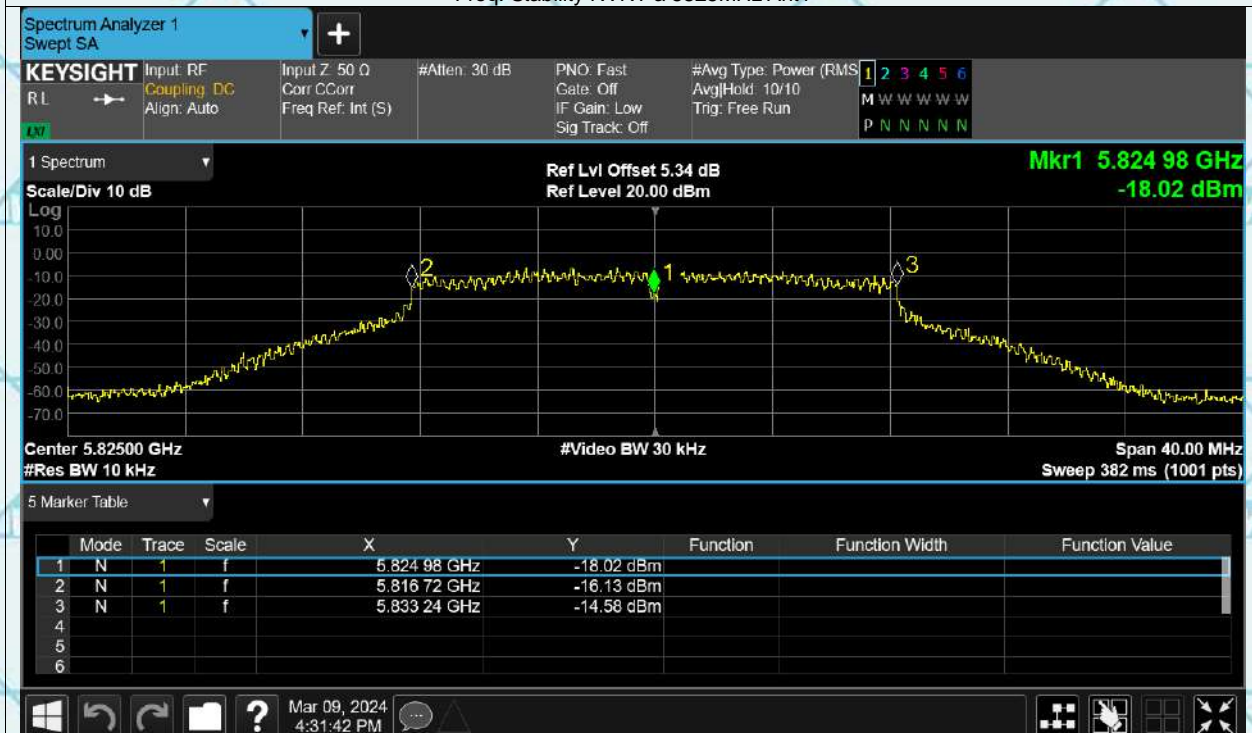 Spectrum Analyzer 1
Swept SA
+
KEYSIGHT Input: RF Input Z: 50 Ω #Atten: 30 dB PNO: Fast #Avg Type: Power (RMS 1 2 3 4 5 6
RL Coupling: DC Corr CCorr Gate: Off Avg|Hold: 10/10 M W W W W W
Align: Auto Freq Ref: Int (S) IF Gain: Low Trig: Free Run
LXI Sig Track: Off P N N N N N
1 Spectrum
Ref Lvl Offset 5.34 dB
Mkr1 5.824 98 GHz
Scale/Div 10 dB Ref Level 20.00 dBm -18.02 dBm
Log
10.0
0.00
-10.0
-20.0
-30.0
-40.0
-50.0
-60.0
-70.0
2 1 3
Center 5.82500 GHz #Video BW 30 kHz Span 40.00 MHz
#Res BW 10 kHz Sweep 382 ms (1001 pts)
5 Marker Table
Mode Trace Scale X Y Function Function Width Function Value
1 N 1 f 5.824 98 GHz -18.02 dBm
2 N 1 f 5.816 72 GHz -16.13 dBm
3 N 1 f 5.833 24 GHz -14.58 dBm
4
5
6
? Mar 09, 2024
4:31:42 PM